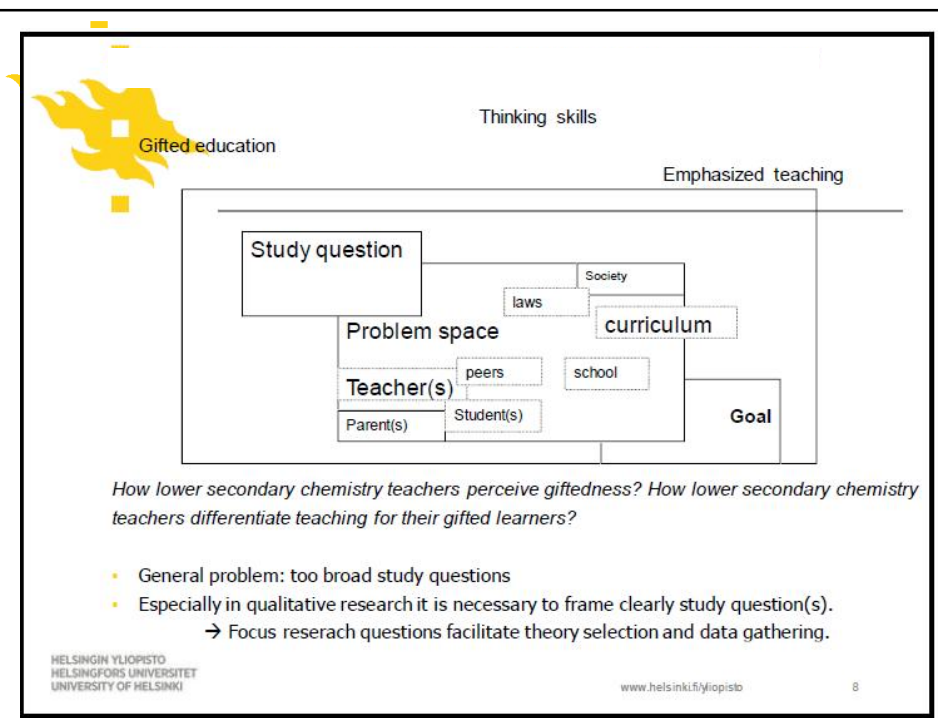 Thinking skills
Gifted education
Emphasized teaching
Study question
Society
laws
curriculum
Problem space
peers
school
Teacher(s)
Student(s)
Goal
Parent(s)
How lower secondary chemistry teachers perceive giftedness? How lower secondary chemistry
teachers differentiate teaching for their gifted learners?
▪ General problem: too broad study questions
▪ Especially in qualitative research it is necessary to frame clearly study question(s).
→ Focus reserach questions facilitate theory selection and data gathering.
HELSINGIN YLIOPISTO
HELSINGFORS UNIVERSITET
UNIVERSITY OF HELSINKI
www.helsinki.fi/yliopisto
8